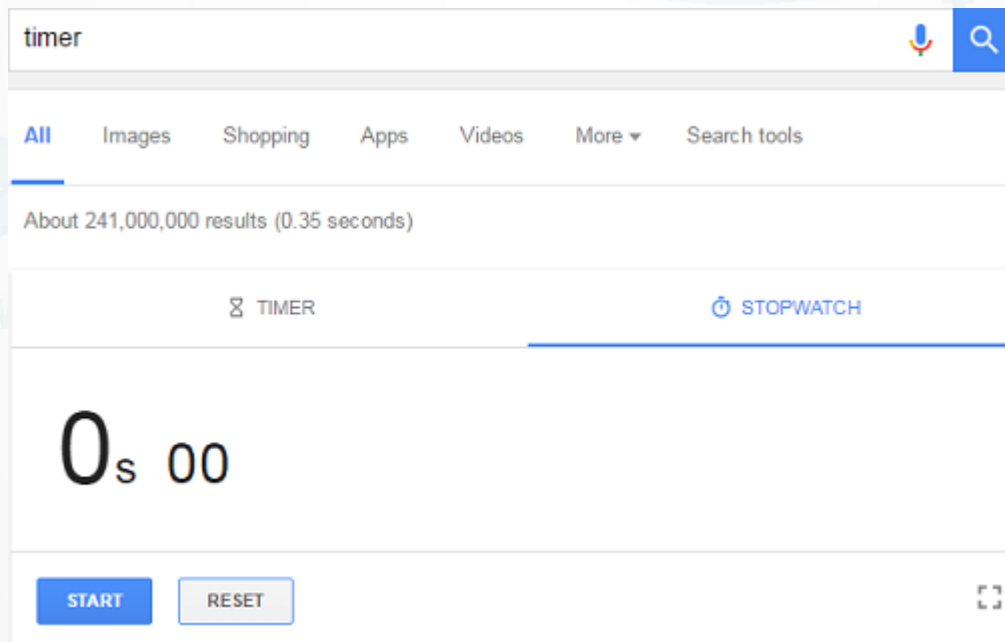 timer
All Images Shopping Apps Videos More Search tools
About 241,000,000 results (0.35 seconds)
TIMER STOPWATCH
0s 00
START RESET